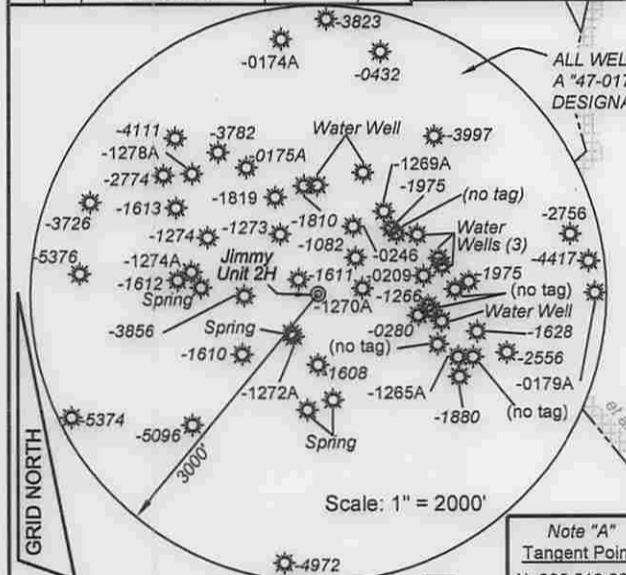 -3823
-0174A
-0432
ALL WEL
A "47-017
DESIGNA
-4111
-3782
Water Well
-3997
-1278A
-0175A
-1269A
-2774
-1975
(no tag)
-1819
-3726
-1613
-1810
Water
Wells (3)
-2756
-1274
-1273
-1082
-0246
-5376
Jimmy
Unit 2H
-4417
-1274A
-1611
-0209
-1975
-1612
Spring
-1270A
-1266
(no tag)
-3856
Spring
-0280
Water Well
-1628
-1610
(no tag)
-2556
-1608
-1272A
-1265A
-0179A
-1880
(no tag)
-5374
-5096
Spring
3000'
Scale: 1" = 2000'
GRID NORTH
Note "A"
Tangent Poin
-4972